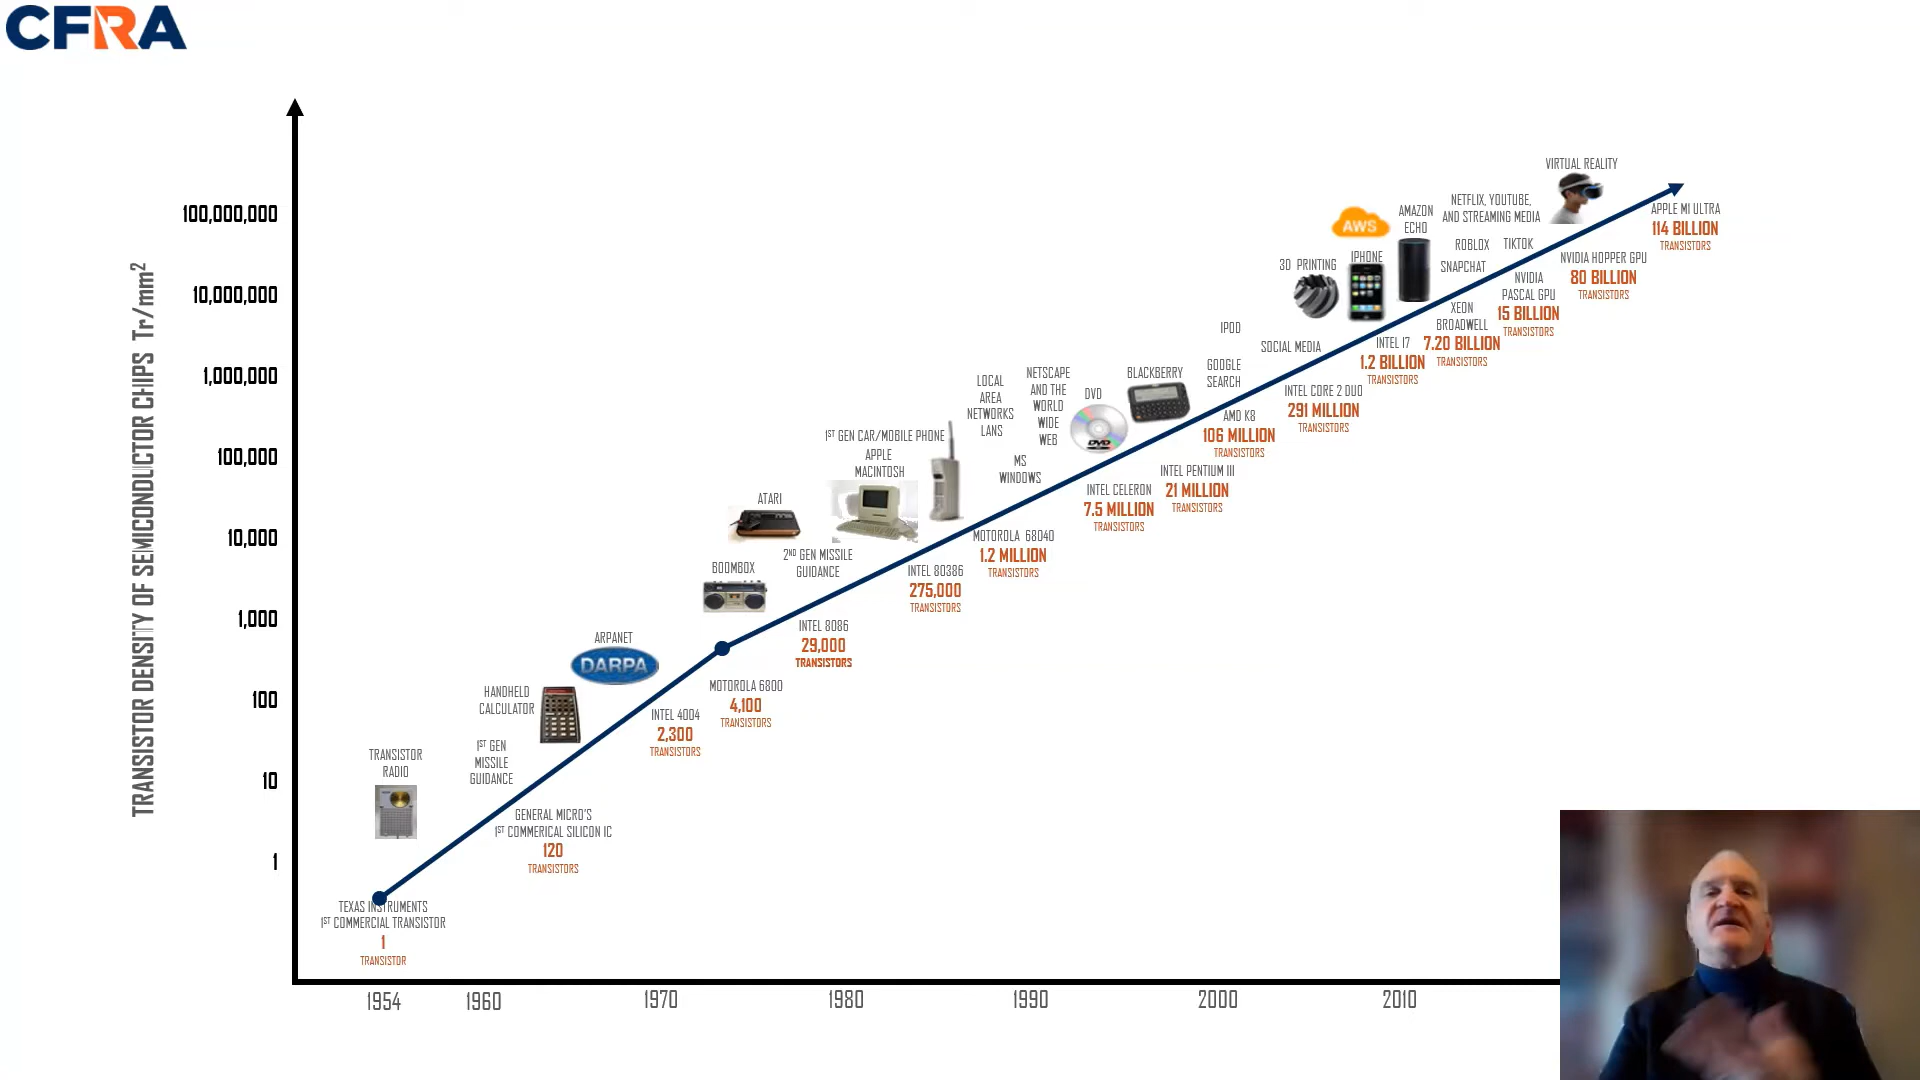 CFRA
TRANSISTOR DENSITY OF SEMICONDUCTOR CHIPS Tr/mm²
100,000,000
10,000,000
1,000,000
100,000
10,000
1,000
100
10
1
1954
1960
1970
1980
1990
2000
2010
TRANSISTOR
RADIO
1ST GEN
MISSILE
GUIDANCE
HANDHELD
CALCULATOR
ARPANET
DARPA
BOOMBOX
ATARI
2ND GEN MISSILE
GUIDANCE
1ST GEN CAR/MOBILE PHONE
APPLE
MACINTOSH
LOCAL
AREA
NETWORKS
LANS
MS
WINDOWS
NETSCAPE
AND THE
WORLD
WIDE
WEB
DVD
DVD
BLACKBERRY
IPOD
GOOGLE
SEARCH
SOCIAL MEDIA
3D PRINTING
AWS
IPHONE
AMAZON
ECHO
NETFLIX, YOUTUBE,
AND STREAMING MEDIA
ROBLOX
TIKTOK
SNAPCHAT
VIRTUAL REALITY
TEXAS INSTRUMENTS
1ST COMMERCIAL TRANSISTOR
1
TRANSISTOR
GENERAL MICRO'S
1ST COMMERICAL SILICON IC
120
TRANSISTORS
INTEL 4004
2,300
TRANSISTORS
MOTOROLA 6800
4,100
TRANSISTORS
INTEL 8086
29,000
TRANSISTORS
INTEL 80386
275,000
TRANSISTORS
MOTOROLA 68040
1.2 MILLION
TRANSISTORS
INTEL CELERON
7.5 MILLION
TRANSISTORS
INTEL PENTIUM III
21 MILLION
TRANSISTORS
AMD K8
106 MILLION
TRANSISTORS
INTEL CORE 2 DUO
291 MILLION
TRANSISTORS
INTEL I7
1.2 BILLION
TRANSISTORS
XEON
BROADWELL
7.20 BILLION
TRANSISTORS
NVIDIA
PASCAL GPU
15 BILLION
TRANSISTORS
NVIDIA HOPPER GPU
80 BILLION
TRANSISTORS
APPLE M1 ULTRA
114 BILLION
TRANSISTORS